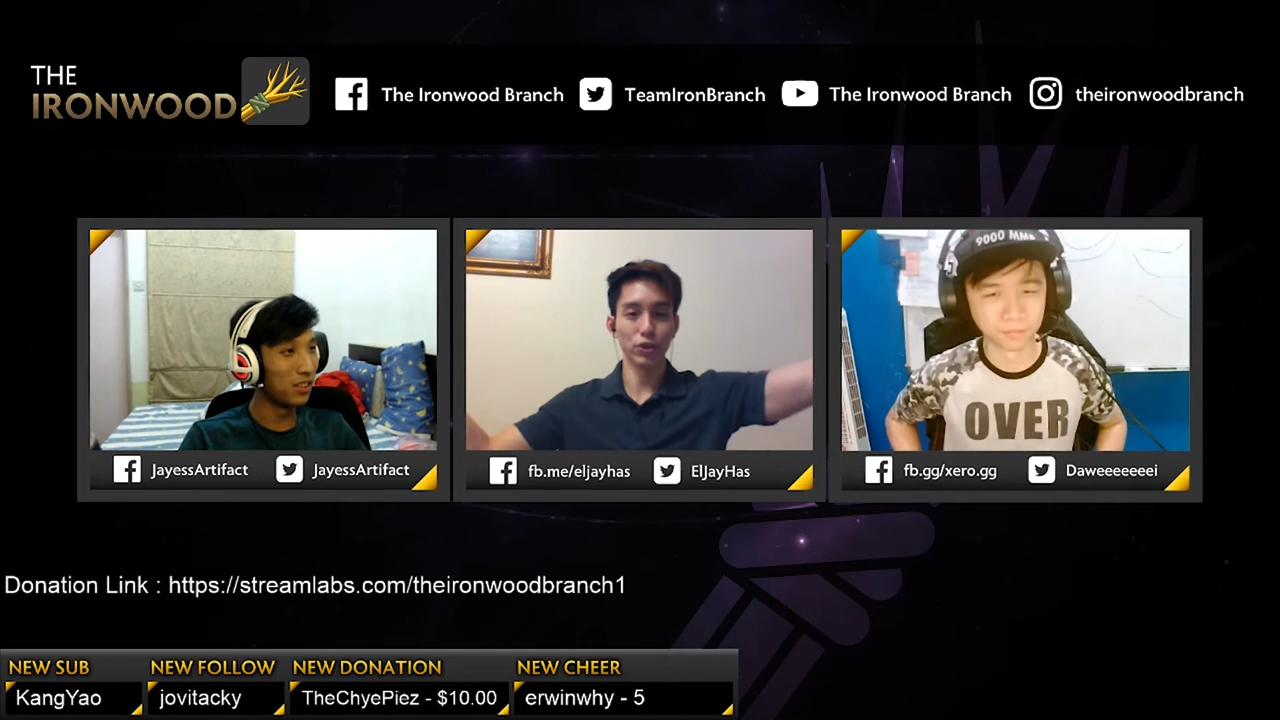 THE
IRONWOOD
The Ironwood Branch
TeamIronBranch
The Ironwood Branch
theironwoodbranch
9000 MMR
OVER
JayessArtifact
JayessArtifact
fb.me/eljayhas
ElJayHas
fb.gg/xero.gg
Daweeeeeeei
Donation Link : https://streamlabs.com/theironwoodbranch1
NEW SUB
NEW FOLLOW
NEW DONATION
NEW CHEER
KangYao
jovitacky
TheChyePiez - $10.00
erwinwhy - 5